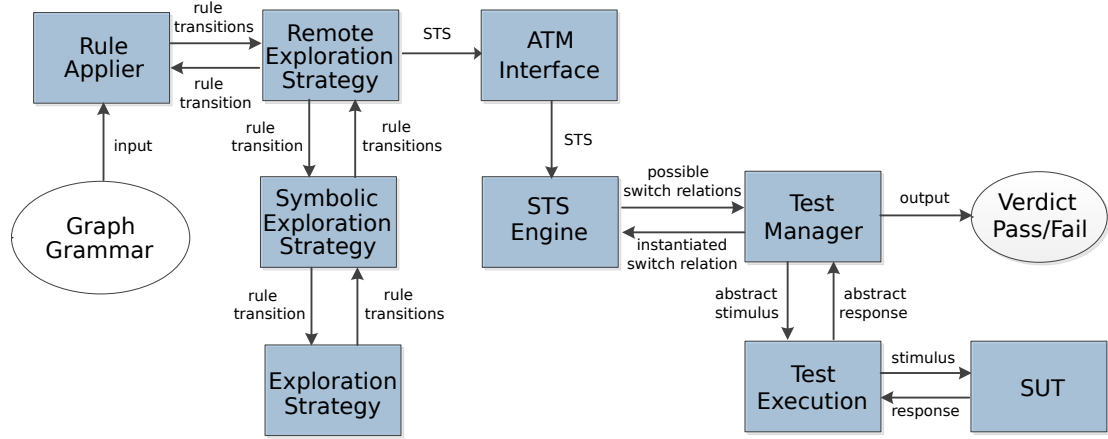 rule
transitions
Rule
Applier
rule
transition
Remote
Exploration
Strategy
STS
ATM
Interface
input
rule
transition
rule
transitions
STS
Graph
Grammar
Symbolic
Exploration
Strategy
STS
Engine
possible
switch relations
instantiated
switch relation
Test
Manager
output
Verdict
Pass/Fail
rule
transition
rule
transitions
abstract
stimulus
abstract
response
Exploration
Strategy
Test
Execution
stimulus
response
SUT